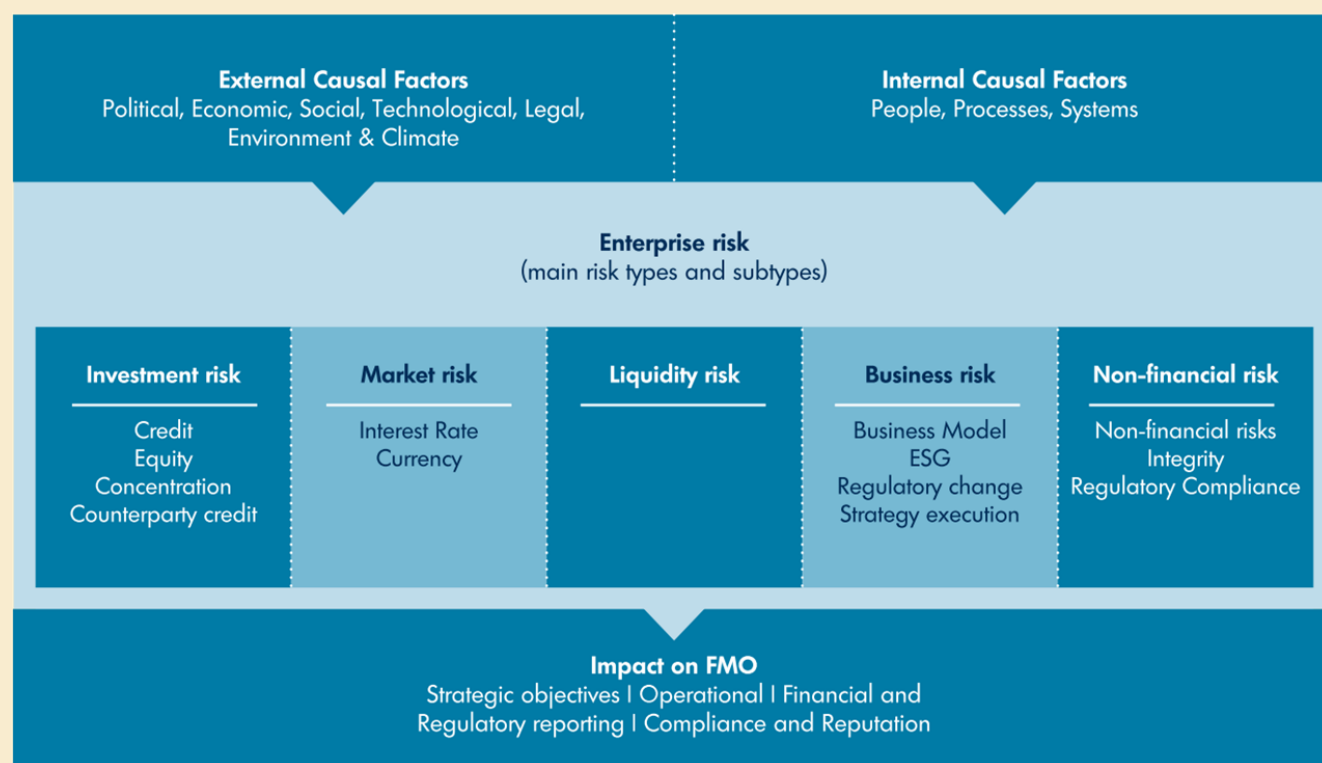 External Causal Factors
Political, Economic, Social, Technological, Legal,
Environment & Climate
Internal Causal Factors
People, Processes, Systems
Enterprise risk
(main risk types and subtypes)
Investment risk
Credit
Equity
Concentration
Counterparty credit
Market risk
Interest Rate
Currency
Liquidity risk
Business risk
Business Model
ESG
Regulatory change
Strategy execution
Non-financial risk
Non-financial risks
Integrity
Regulatory Compliance
Impact on FMO
Strategic objectives I Operational I Financial and
Regulatory reporting I Compliance and Reputation